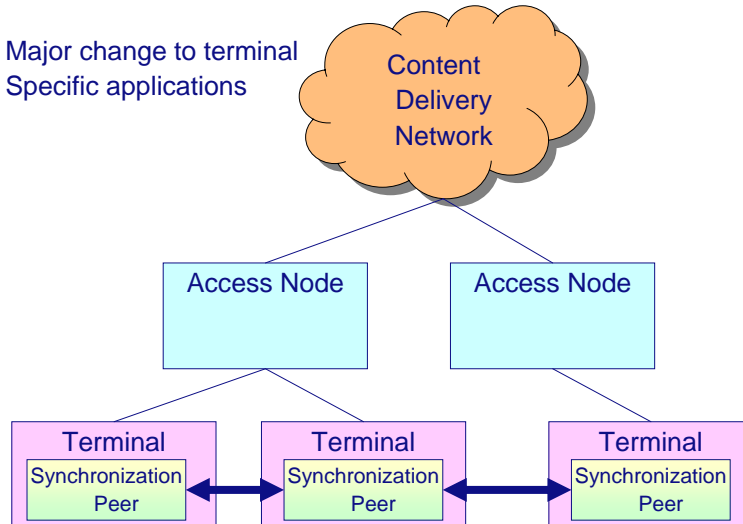 Major change to terminal
Specific applications
Content
Delivery
Network
Access Node
Access Node
Terminal
Synchronization
Peer
Terminal
Synchronization
Peer
Terminal
Synchronization
Peer